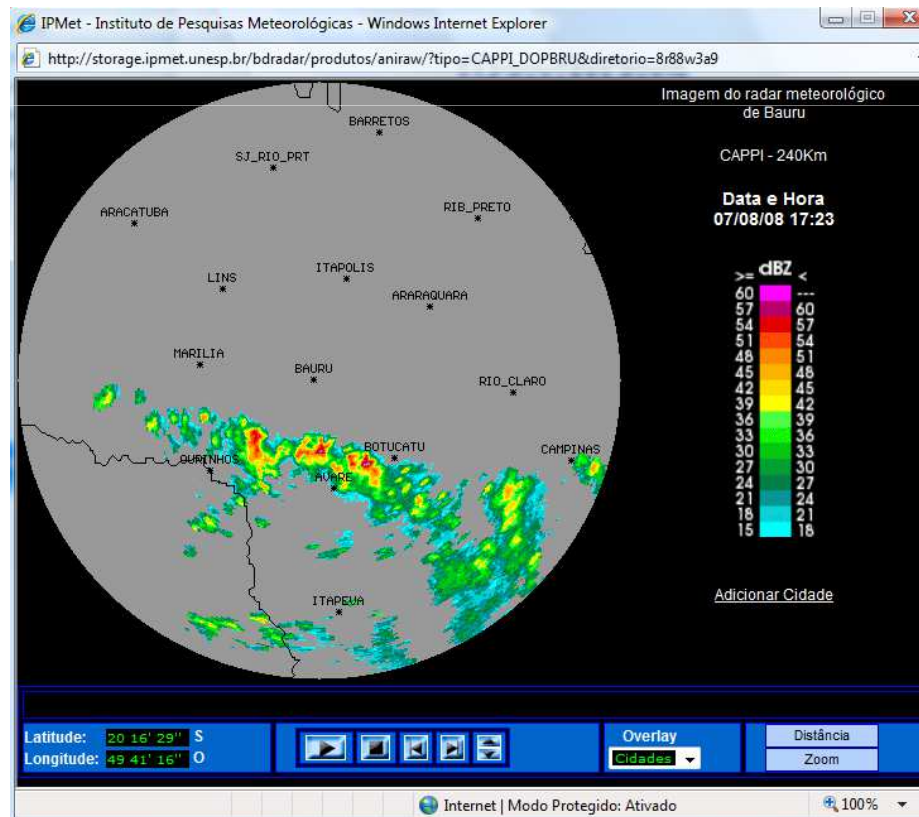 IPMet - Instituto de Pesquisas Meteorológicas - Windows Internet Explorer
http://storage.ipmet.unesp.br/bdradar/produtos/aniraw/?tipo=CAPPI_DOPBRU&diretorio=8r88w3a9
Imagem do radar meteorológico
de Bauru
CAPPI - 240Km
Data e Hora
07/08/08 17:23
>= dBZ <
60 ---
57 60
54 57
51 54
48 51
45 48
42 45
39 42
36 39
33 36
30 33
27 30
24 27
21 24
18 21
15 18
Adicionar Cidade
BARRETOS
SJ_RIO_PRT
ARACATUBA
RIB_PRETO
LINS
ITAPOLIS
ARARAQUARA
MARILIA
BAURU
RIO_CLARO
OURINHOS
BOTUCATU
CAMPINAS
AVARE
ITAPEVA
Latitude: 20 16' 29" S
Longitude: 49 41' 16" O
Overlay
Cidades
Distância
Zoom
Internet | Modo Protegido: Ativado
100%